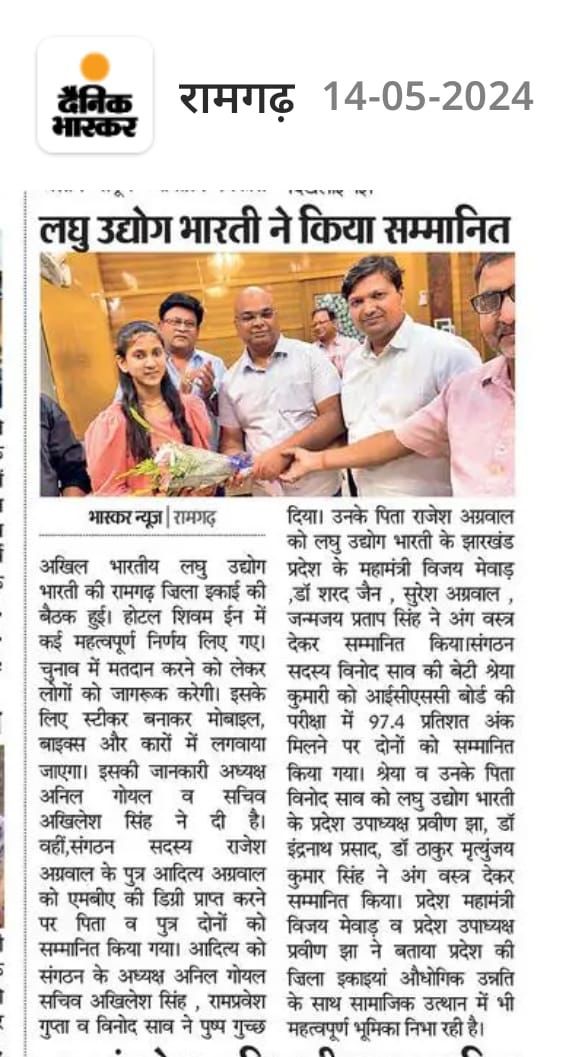 दैनिक
भास्कर
रामगढ़ 14-05-2024
लघु उद्योग भारती ने किया सम्मानित
भास्कर न्यूज | रामगढ़
अखिल भारतीय लघु उद्योग
भारती की रामगढ़ जिला इकाई की
बैठक हुई। होटल शिवम ईन में
कई महत्वपूर्ण निर्णय लिए गए।
चुनाव में मतदान करने को लेकर
लोगों को जागरूक करेगी। इसके
लिए स्टीकर बनाकर मोबाइल,
बाइक्स और कारों में लगवाया
जाएगा। इसकी जानकारी अध्यक्ष
अनिल गोयल व सचिव
अखिलेश सिंह ने दी है।
वहीं,संगठन सदस्य राजेश
अग्रवाल के पुत्र आदित्य अग्रवाल
को एमबीए की डिग्री प्राप्त करने
पर पिता व पुत्र दोनों को
सम्मानित किया गया। आदित्य को
संगठन के अध्यक्ष अनिल गोयल
सचिव अखिलेश सिंह , रामप्रवेश
गुप्ता व विनोद साव ने पुष्प गुच्छ
दिया। उनके पिता राजेश अग्रवाल
को लघु उद्योग भारती के झारखंड
प्रदेश के महामंत्री विजय मेवाड़
,डॉ शरद जैन , सुरेश अग्रवाल ,
जन्मजय प्रताप सिंह ने अंग वस्त्र
देकर सम्मानित किया।संगठन
सदस्य विनोद साव की बेटी श्रेया
कुमारी को आईसीएससी बोर्ड की
परीक्षा में 97.4 प्रतिशत अंक
मिलने पर दोनों को सम्मानित
किया गया। श्रेया व उनके पिता
विनोद साव को लघु उद्योग भारती
के प्रदेश उपाध्यक्ष प्रवीण झा, डॉ
इंद्रनाथ प्रसाद, डॉ ठाकुर मृत्युंजय
कुमार सिंह ने अंग वस्त्र देकर
सम्मानित किया। प्रदेश महामंत्री
विजय मेवाड़ व प्रदेश उपाध्यक्ष
प्रवीण झा ने बताया प्रदेश की
जिला इकाइयां औधोगिक उन्नति
के साथ सामाजिक उत्थान में भी
महत्वपूर्ण भूमिका निभा रही है।